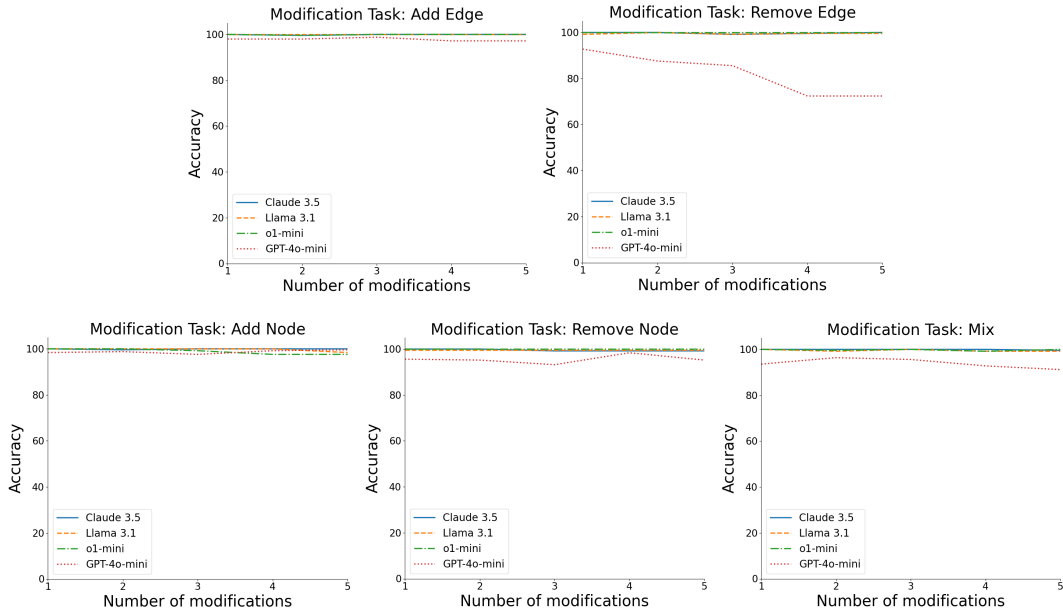 Modification Task: Add Edge
Accuracy
100
80
60
40
20
0
Claude 3.5
Llama 3.1
o1-mini
GPT-4o-mini
1 2 3 4 5
Number of modifications
Modification Task: Remove Edge
Accuracy
100
80
60
40
20
0
Claude 3.5
Llama 3.1
o1-mini
GPT-4o-mini
1 2 3 4 5
Number of modifications
Modification Task: Add Node
Accuracy
100
80
60
40
20
0
Claude 3.5
Llama 3.1
o1-mini
GPT-4o-mini
1 2 3 4 5
Number of modifications
Modification Task: Remove Node
Accuracy
100
80
60
40
20
0
Claude 3.5
Llama 3.1
o1-mini
GPT-4o-mini
1 2 3 4 5
Number of modifications
Modification Task: Mix
Accuracy
100
80
60
40
20
0
Claude 3.5
Llama 3.1
o1-mini
GPT-4o-mini
1 2 3 4 5
Number of modifications